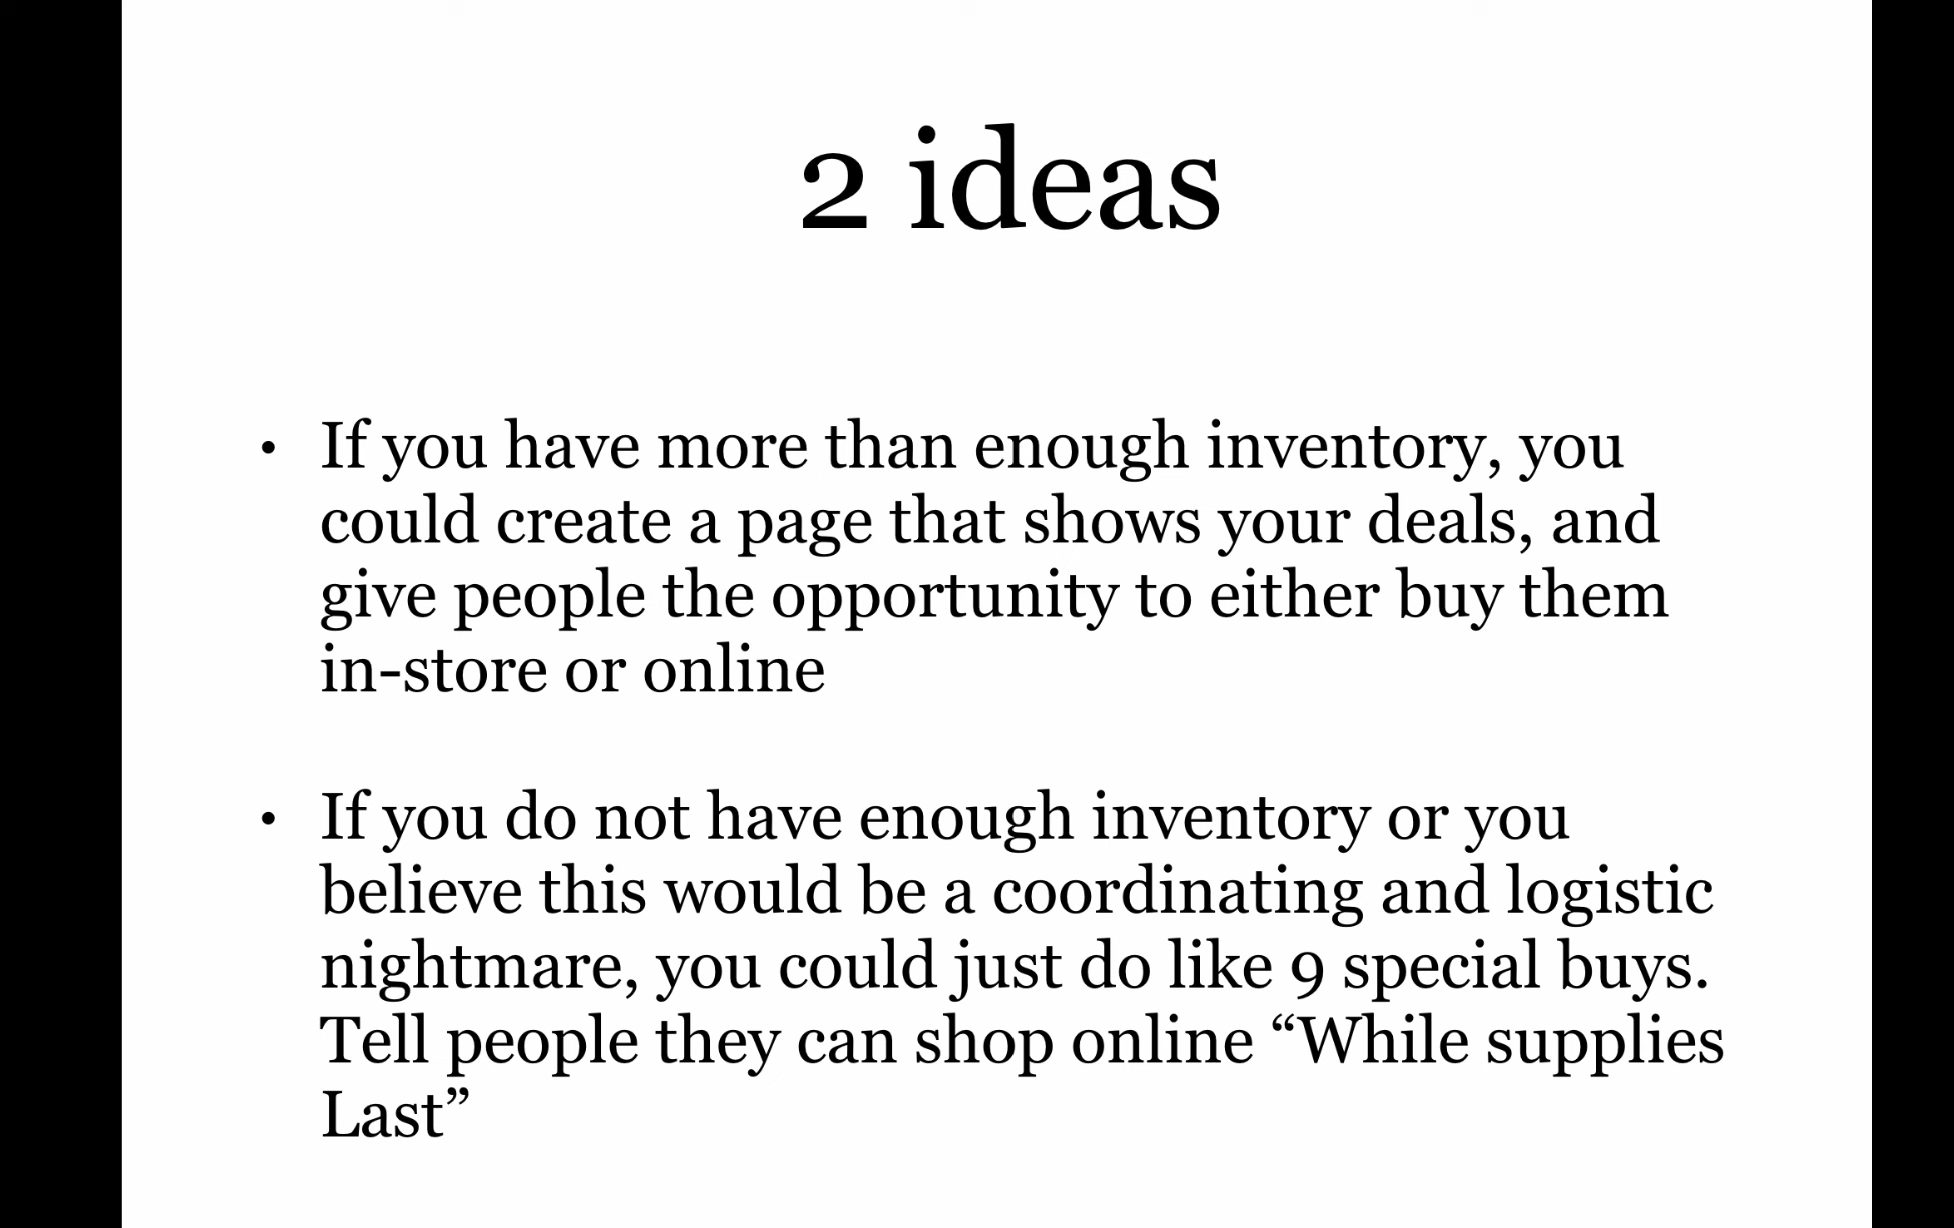 2 ideas
• If you have more than enough inventory, you
could create a page that shows your deals, and
give people the opportunity to either buy them
in-store or online
• If you do not have enough inventory or you
believe this would be a coordinating and logistic
nightmare, you could just do like 9 special buys.
Tell people they can shop online “While supplies
Last”